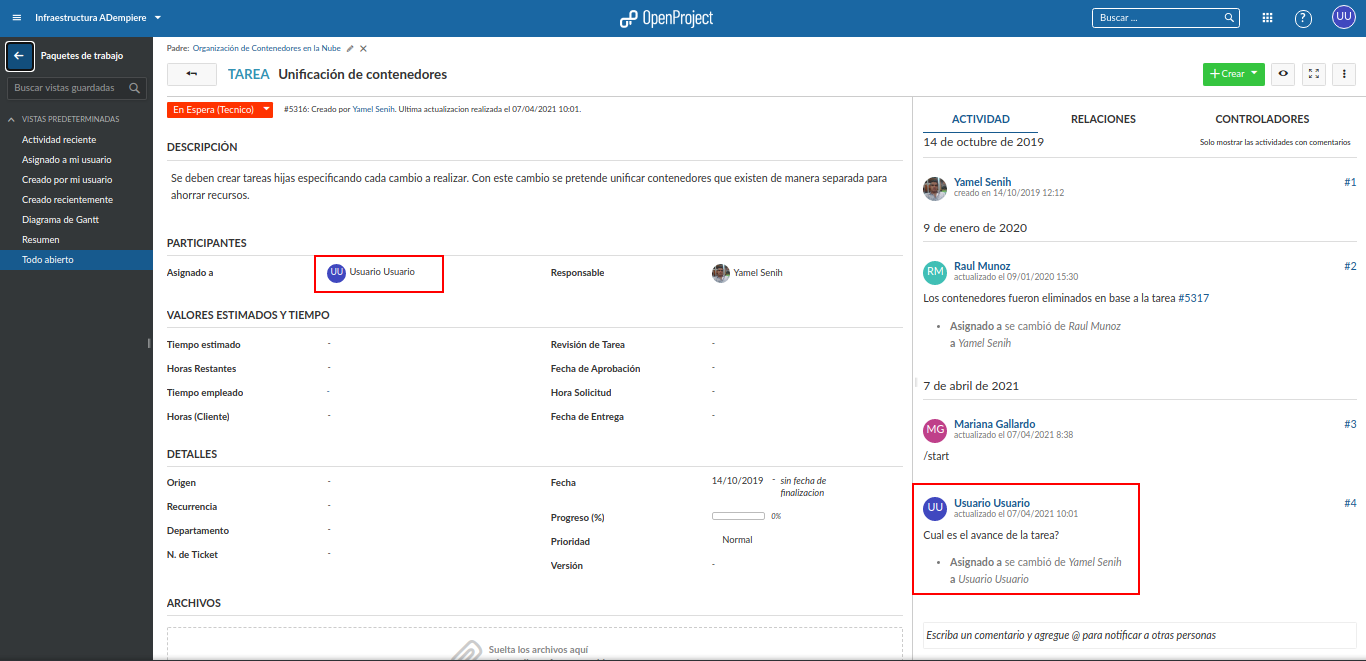 Infraestructura ADempiere
OpenProject
Buscar ...
?
UU
Paquetes de trabajo
Buscar vistas guardadas
VISTAS PREDETERMINADAS
Actividad reciente
Asignado a mi usuario
Creado por mi usuario
Creado recientemente
Diagrama de Gantt
Resumen
Todo abierto
Padre: Organización de Contenedores en la Nube
TAREA Unificación de contenedores
+ Crear
En Espera (Tecnico)
#5316: Creado por Yamel Senih. Ultima actualizacion realizada el 07/04/2021 10:01.
DESCRIPCIÓN
Se deben crear tareas hijas especificando cada cambio a realizar. Con este cambio se pretende unificar contenedores que existen de manera separada para
ahorrar recursos.
PARTICIPANTES
Asignado a UU Usuario Usuario
Responsable Yamel Senih
VALORES ESTIMADOS Y TIEMPO
Tiempo estimado -
Revisión de Tarea -
Horas Restantes -
Fecha de Aprobación -
Tiempo empleado -
Hora Solicitud -
Horas (Cliente) -
Fecha de Entrega -
DETALLES
Origen -
Fecha 14/10/2019 - sin fecha de
finalizacion
Recurrencia -
Progreso (%) 0%
Departamento -
Prioridad Normal
N. de Ticket -
Versión -
ARCHIVOS
Suelte los archivos aquí
ACTIVIDAD
RELACIONES
CONTROLADORES
14 de octubre de 2019
Solo mostrar las actividades con comentarios
Yamel Senih #1
creado en 14/10/2019 12:12
9 de enero de 2020
RM Raul Munoz #2
actualizado el 09/01/2020 15:30
Los contenedores fueron eliminados en base a la tarea #5317
• Asignado a se cambió de Raul Munoz
a Yamel Senih
7 de abril de 2021
MG Mariana Gallardo #3
actualizado el 07/04/2021 8:38
/start
UU Usuario Usuario #4
actualizado el 07/04/2021 10:01
Cual es el avance de la tarea?
• Asignado a se cambió de Yamel Senih
a Usuario Usuario
Escriba un comentario y agregue @ para notificar a otras personas